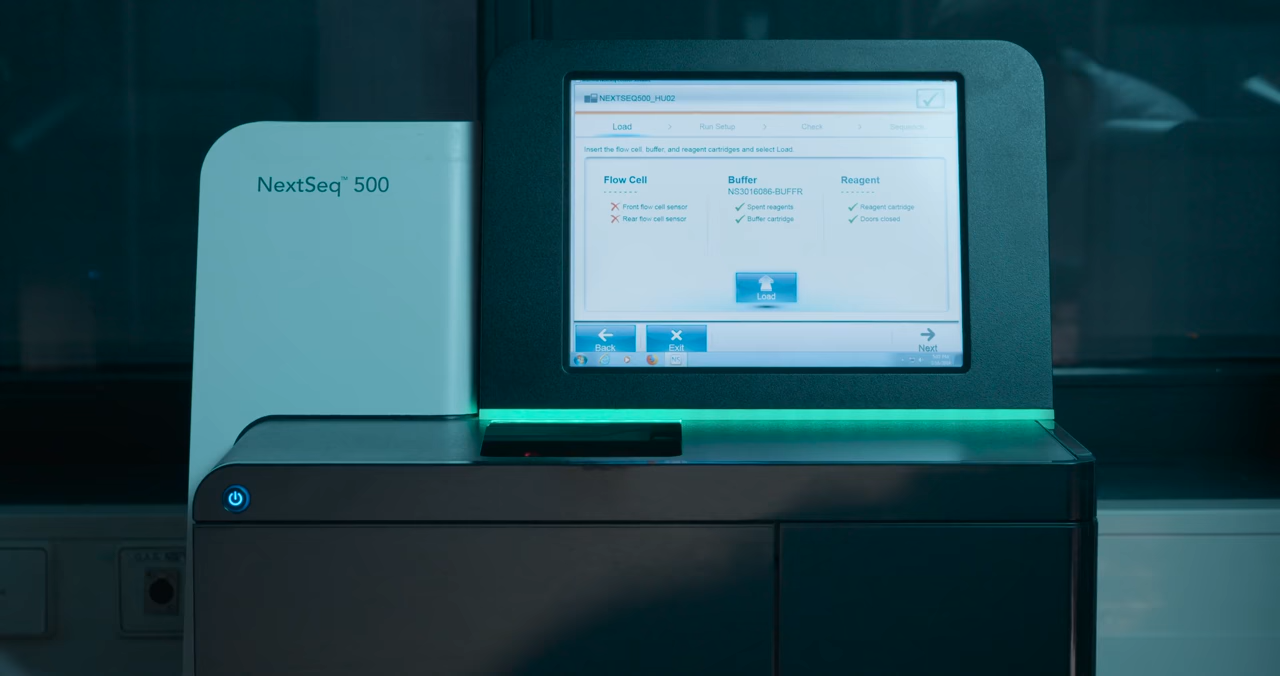 NextSeq™ 500
NEXTSEQ500_HU02
Load
Run Setup
Check
Sequence
Insert the flow cell, buffer, and reagent cartridges and select Load.
Flow Cell
Front flow cell sensor
Rear flow cell sensor
Buffer
NS3016086-BUFFR
Spent reagents
Buffer cartridge
Reagent
Reagent cartridge
Doors closed
Load
Back
Exit
Next